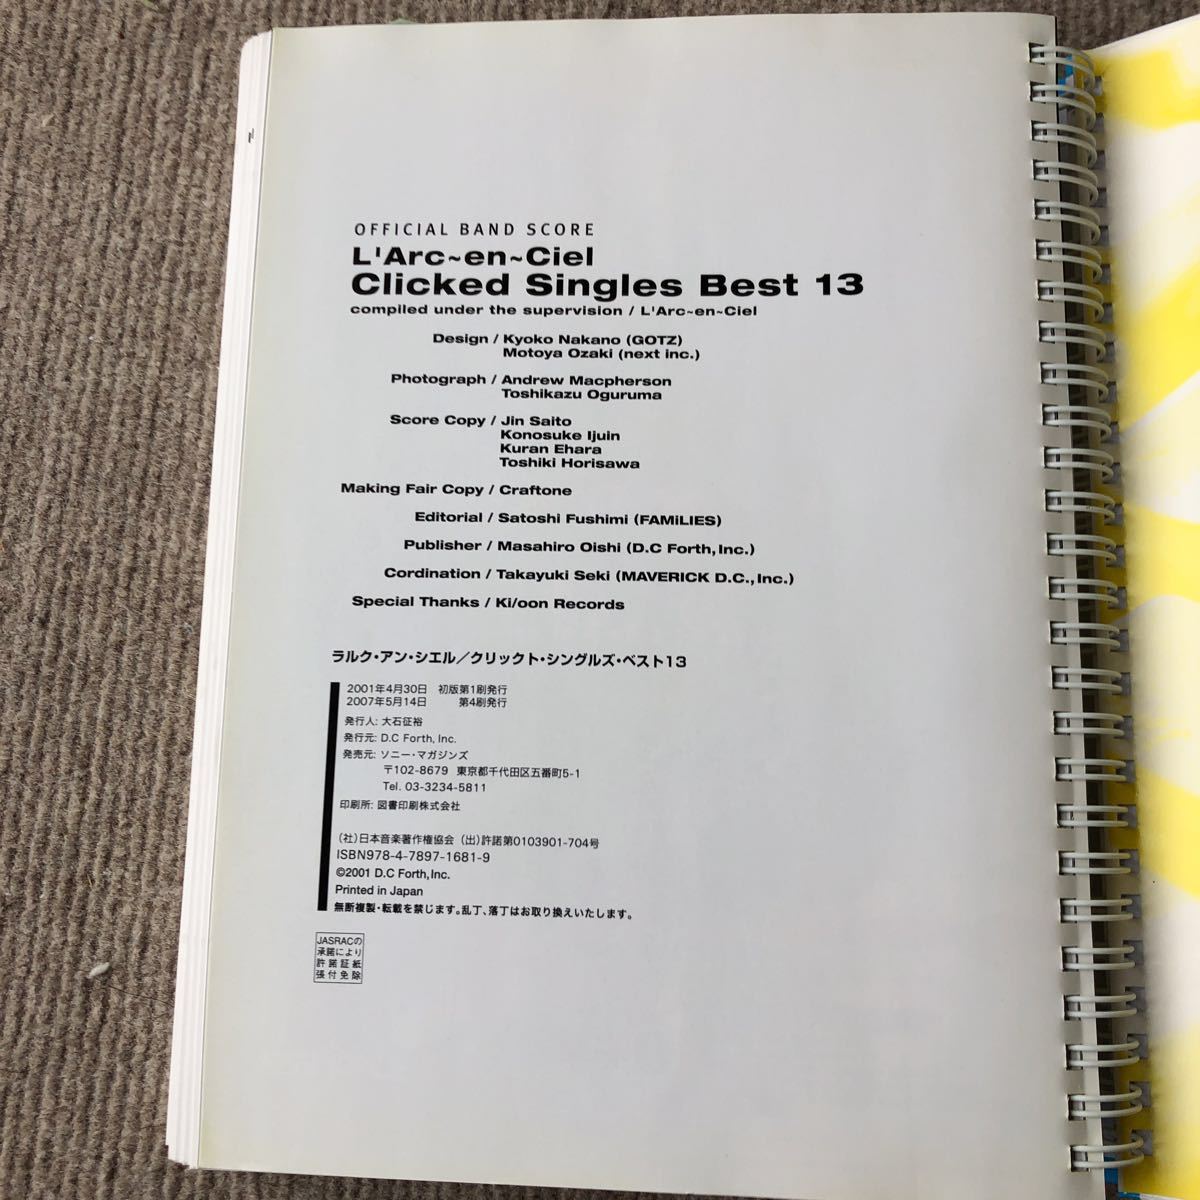 OFFICIAL BAND SCORE
L'Arc~en~Ciel
Clicked Singles Best 13
compiled under the supervision / L'Arc~en~Ciel
Design / Kyoko Nakano (GOTZ)
Motoya Ozaki (next inc.)
Photograph / Andrew Macpherson
Toshikazu Oguruma
Score Copy / Jin Saito
Konosuke Ijuin
Kuran Ehara
Toshiki Horisawa
Making Fair Copy / Craftone
Editorial / Satoshi Fushimi (FAMiLIES)
Publisher / Masahiro Oishi (D.C Forth, Inc.)
Cordination / Takayuki Seki (MAVERICK D.C., Inc.)
Special Thanks / Ki/oon Records
ラルク・アン・シエル／クリックト・シングルズ・ベスト13
2001年4月30日 初版第1刷発行
2007年5月14日 第4刷発行
発行人: 大石征裕
発行元: D.C Forth, Inc.
発売元: ソニー・マガジンズ
〒102-8679 東京都千代田区五番町5-1
Tel. 03-3234-5811
印刷所: 図書印刷株式会社
（社）日本音楽著作権協会（出）許諾第0103901-704号
ISBN978-4-7897-1681-9
©2001 D.C Forth, Inc.
Printed in Japan
無断複製・転載を禁じます。乱丁、落丁はお取り換えいたします。
JASRACの
承諾により
許諾証紙
張付免除